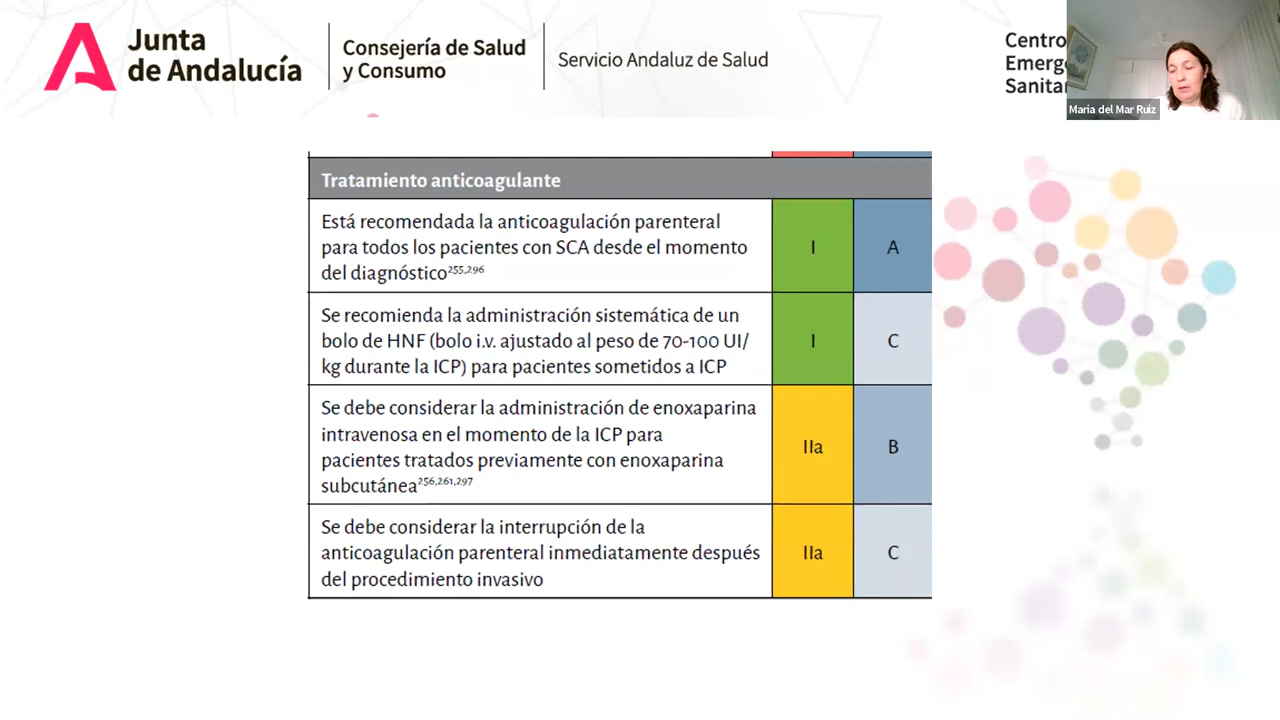 Junta
de Andalucía
Consejería de Salud
y Consumo
Servicio Andaluz de Salud
Centro
Sanita
Maria del Mar Ruiz
Tratamiento anticoagulante
Está recomendada la anticoagulación parenteral
para todos los pacientes con SCA desde el momento
del diagnóstico255,296
I
A
Se recomienda la administración sistemática de un
bolo de HNF (bolo i.v. ajustado al peso de 70-100 UI/
kg durante la ICP) para pacientes sometidos a ICP
I
C
Se debe considerar la administración de enoxaparina
intravenosa en el momento de la ICP para
pacientes tratados previamente con enoxaparina
subcutánea256,261,297
IIa
B
Se debe considerar la interrupción de la
anticoagulación parenteral inmediatamente después
del procedimiento invasivo
IIa
C